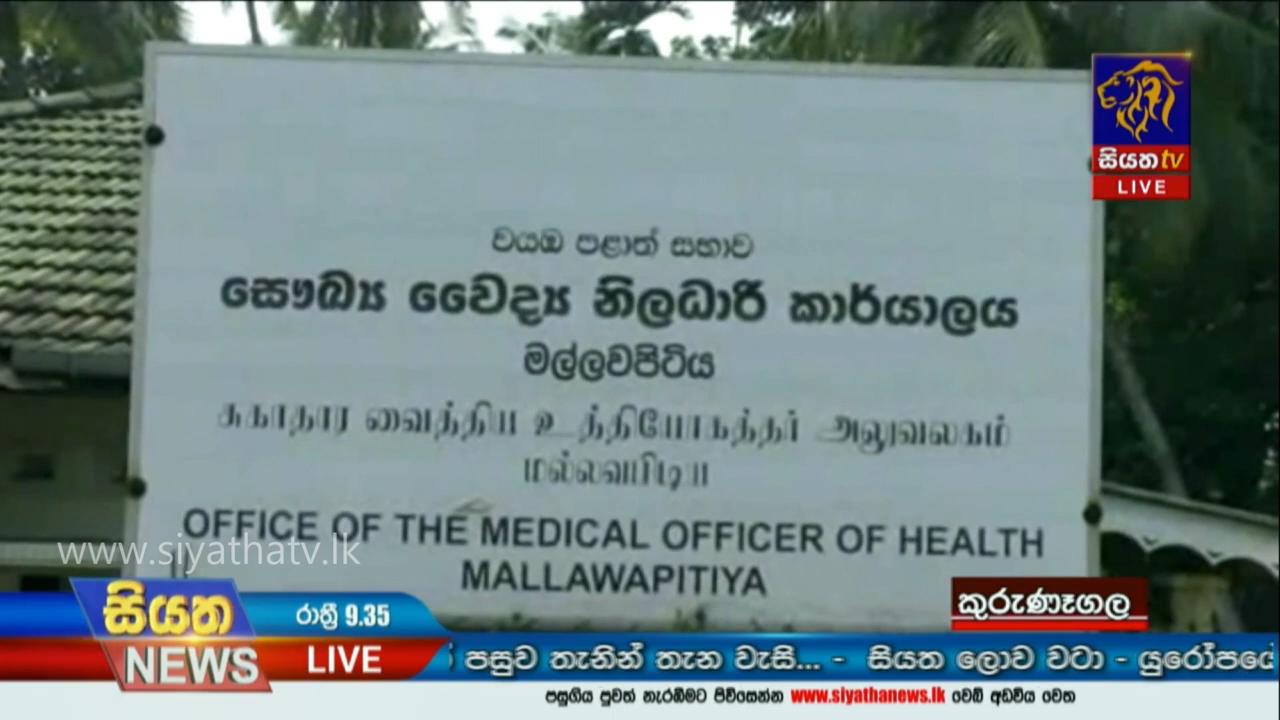 සියත tv
LIVE
වයඹ පළාත් සභාව
සෞඛ්‍ය වෛද්‍ය නිලධාරී කාර්යාලය
මල්ලවපිටිය
சுகாதார வைத்திய உத்தியோகத்தர் அலுவலகம்
மல்லவபிடிய
OFFICE OF THE MEDICAL OFFICER OF HEALTH
MALLAWAPITIYA
www.siyathatv.lk
කුරුණෑගල
සියත
NEWS
රාත්‍රී 9.35
LIVE
පසුව තැනින් තැන වැසි... - සියත ලොව වටා - යුරෝපයේ
පසුගිය පුවත් නැරඹීමට පිවිසෙන්න www.siyathanews.lk වෙබ් අඩවිය වෙත